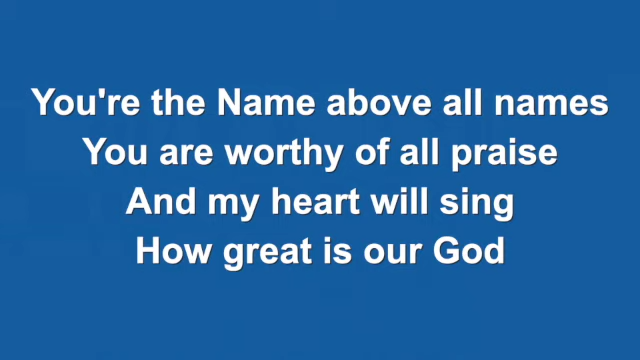 You're the Name above all names
You are worthy of all praise
And my heart will sing
How great is our God